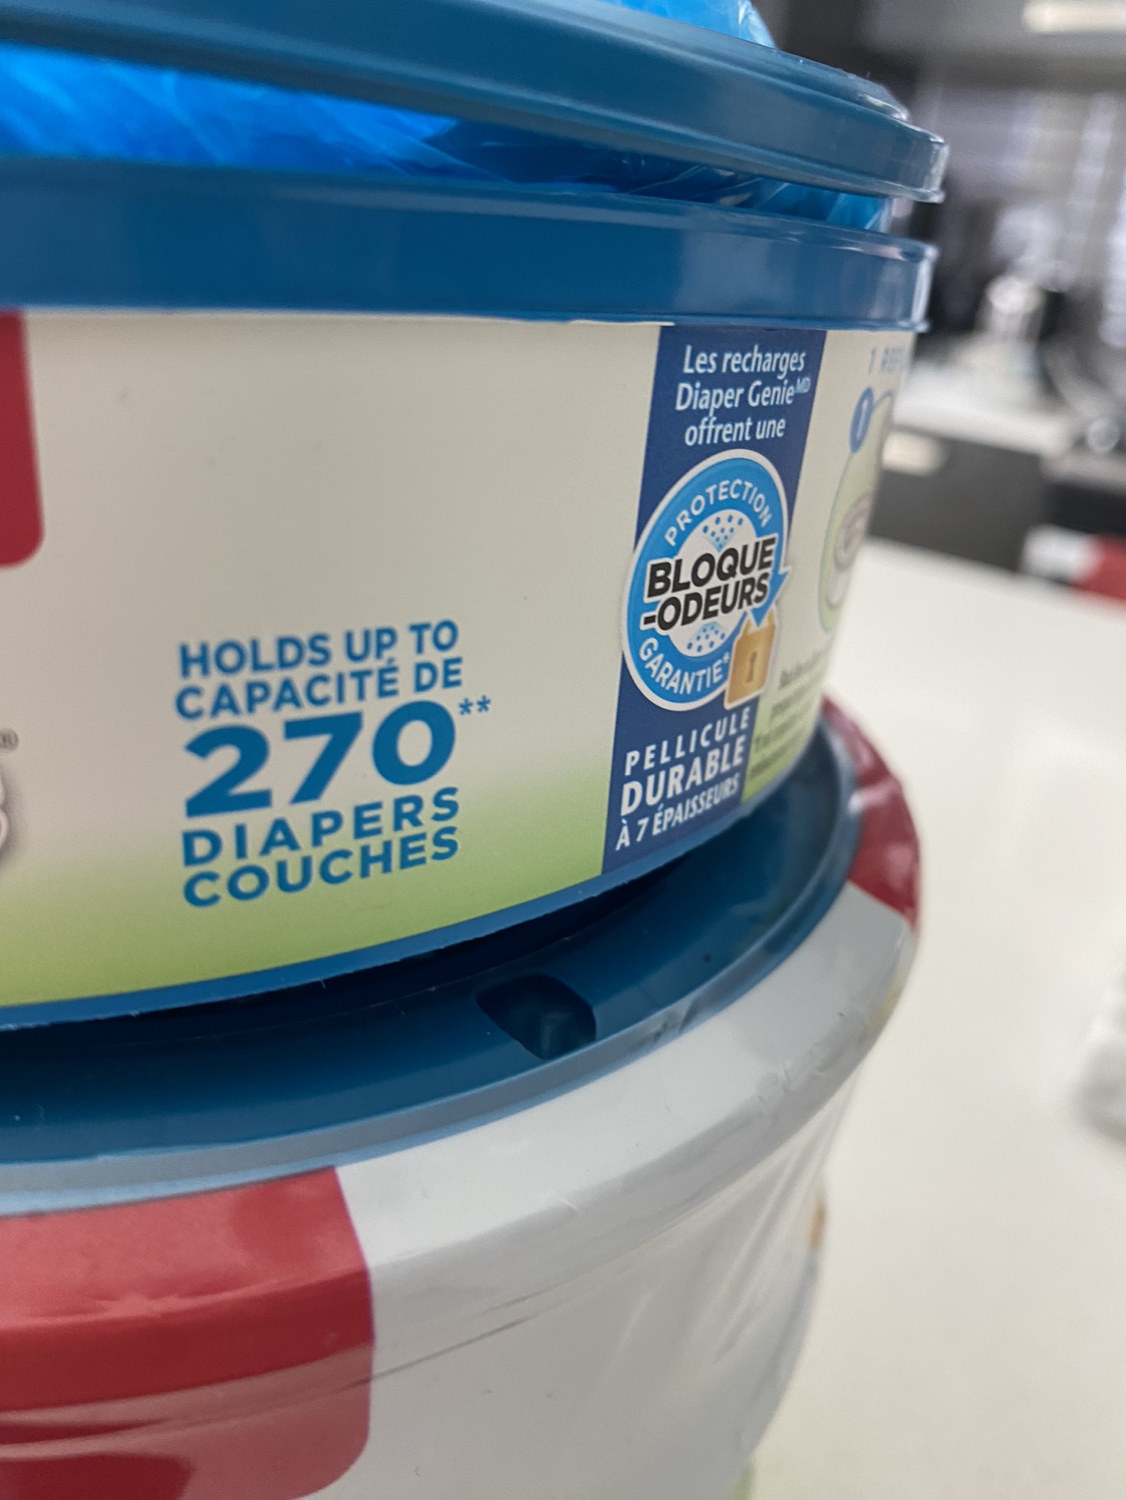 HOLDS UP TO
CAPACITÉ DE
270**
DIAPERS
COUCHES
Les recharges
Diaper Genie MD
offrent une
PROTECTION
BLOQUE
-ODEURS
GARANTIE*
PELLICULE
DURABLE
À 7 ÉPAISSEURS
1
®